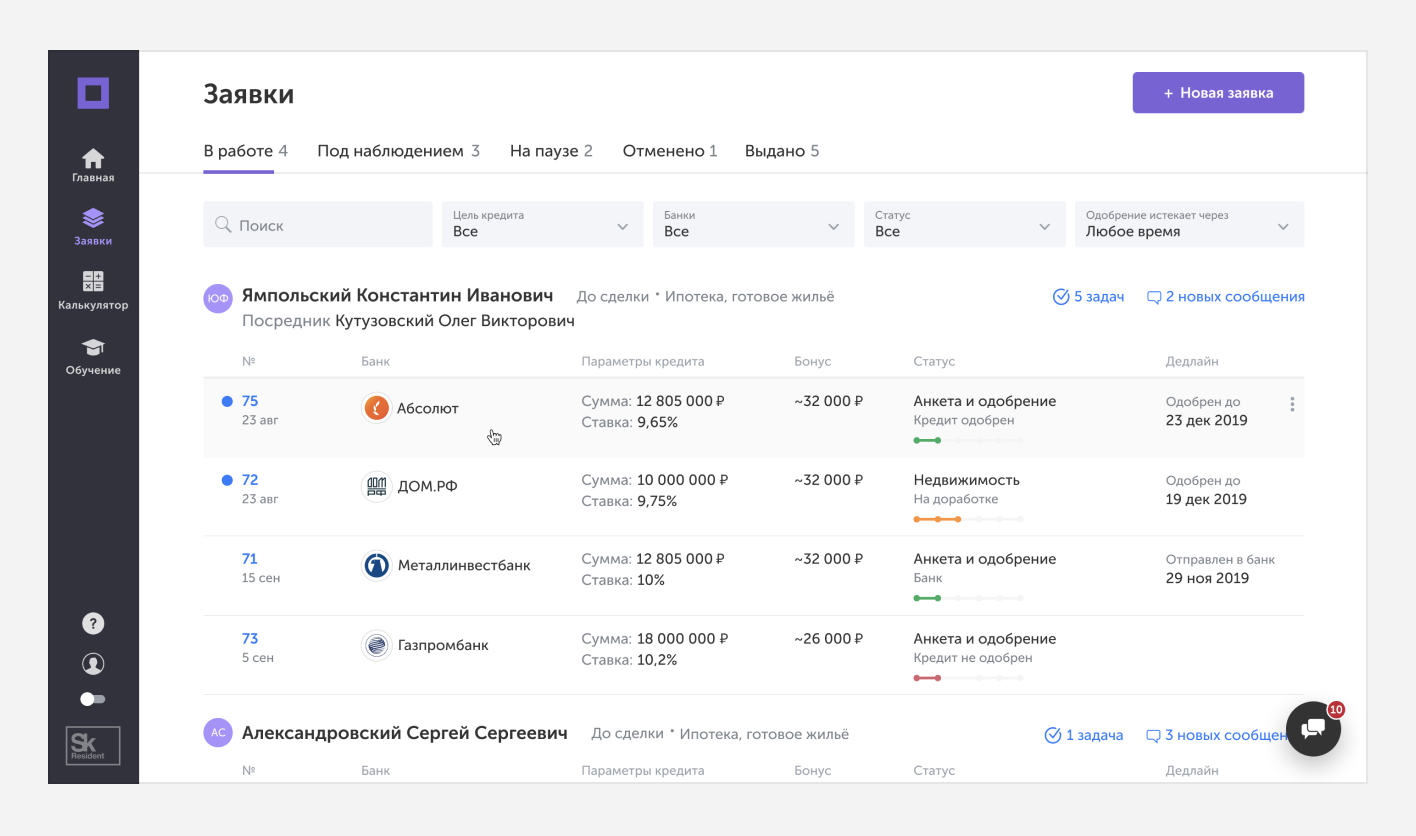 Заявки
+ Новая заявка
Главная
Заявки
Калькулятор
Обучение
?
Sk
Resident
В работе 4 Под наблюдением 3 На паузе 2 Отменено 1 Выдано 5
Поиск
Цель кредита
Все
Банки
Все
Статус
Все
Одобрение истекает через
Любое время
ЮФ
Ямпольский Константин Иванович До сделки • Ипотека, готовое жильё 5 задач 2 новых сообщения
Посредник Кутузовский Олег Викторович
№ Банк Параметры кредита Бонус Статус Дедлайн
75
23 авг
Абсолют
Сумма: 12 805 000 ₽
Ставка: 9,65%
~32 000 ₽
Анкета и одобрение
Кредит одобрен
Одобрен до
23 дек 2019
72
23 авг
ДОМ РФ
ДОМ.РФ
Сумма: 10 000 000 ₽
Ставка: 9,75%
~32 000 ₽
Недвижимость
На доработке
Одобрен до
19 дек 2019
71
15 сен
Металлинвестбанк
Сумма: 12 805 000 ₽
Ставка: 10%
~32 000 ₽
Анкета и одобрение
Банк
Отправлен в банк
29 ноя 2019
73
5 сен
Газпромбанк
Сумма: 18 000 000 ₽
Ставка: 10,2%
~26 000 ₽
Анкета и одобрение
Кредит не одобрен
АС
Александровский Сергей Сергеевич До сделки • Ипотека, готовое жильё 1 задача 3 новых сообщен
10
№ Банк Параметры кредита Бонус Статус Дедлайн